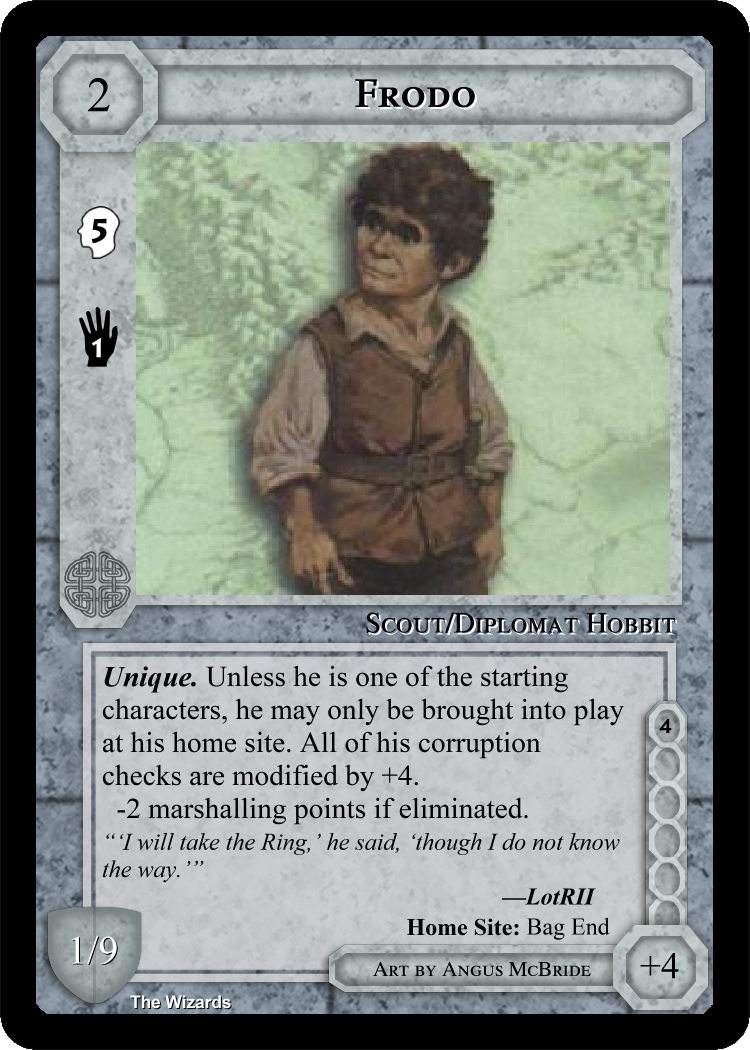 2
Frodo
5
1
Scout/Diplomat Hobbit
Unique. Unless he is one of the starting
characters, he may only be brought into play
at his home site. All of his corruption
checks are modified by +4.
-2 marshalling points if eliminated.
“‘I will take the Ring,’ he said, ‘though I do not know
the way.’”
—LotRII
Home Site: Bag End
4
1/9
Art by Angus McBride
+4
The Wizards